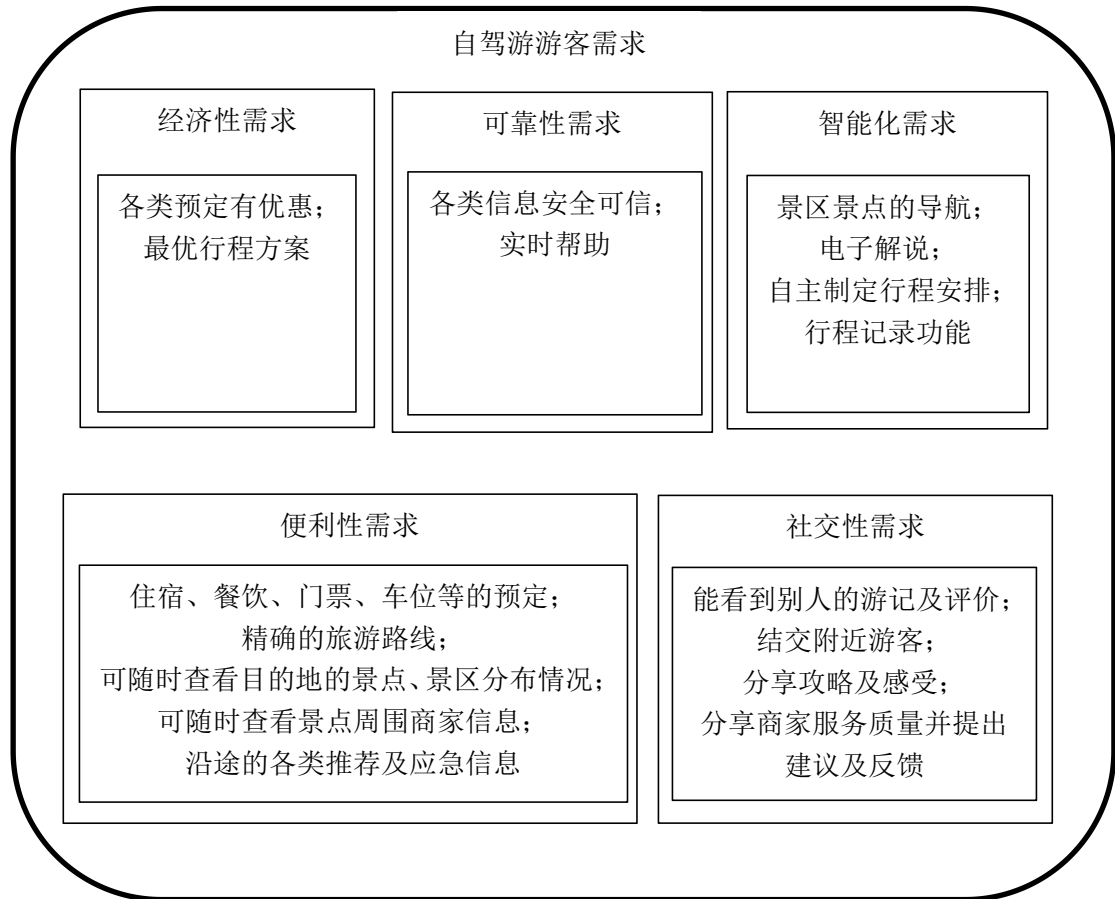 自驾游游客需求
经济性需求
各类预定有优惠；
最优行程方案
可靠性需求
各类信息安全可信；
实时帮助
智能化需求
景区景点的导航；
电子解说；
自主制定行程安排；
行程记录功能
便利性需求
住宿、餐饮、门票、车位等的预定；
精确的旅游路线；
可随时查看目的地的景点、景区分布情况；
可随时查看景点周围商家信息；
沿途的各类推荐及应急信息
社交性需求
能看到别人的游记及评价；
结交附近游客；
分享攻略及感受；
分享商家服务质量并提出
建议及反馈